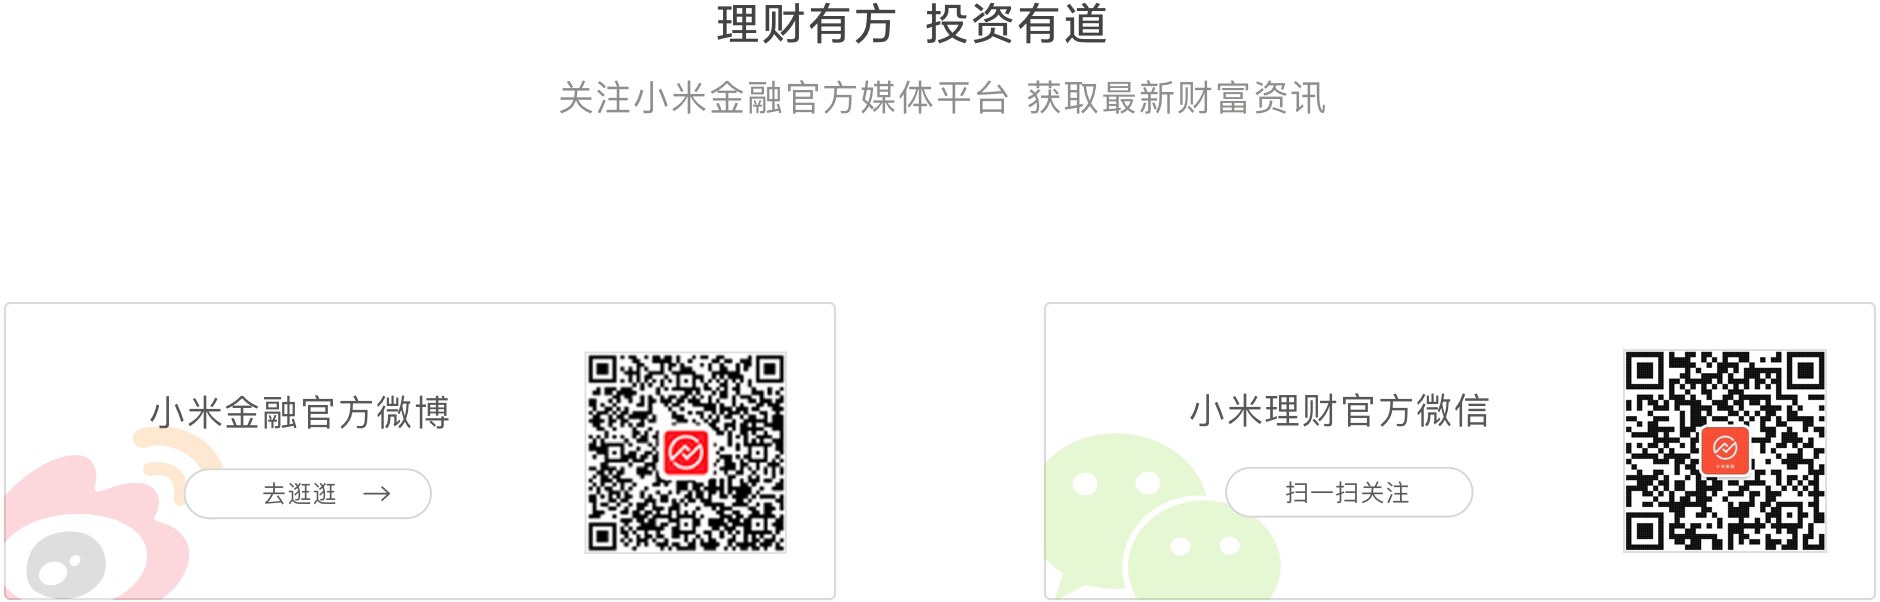 理财有方 投资有道
关注小米金融官方媒体平台 获取最新财富资讯
小米金融官方微博
去逛逛 →
小米理财官方微信
扫一扫关注